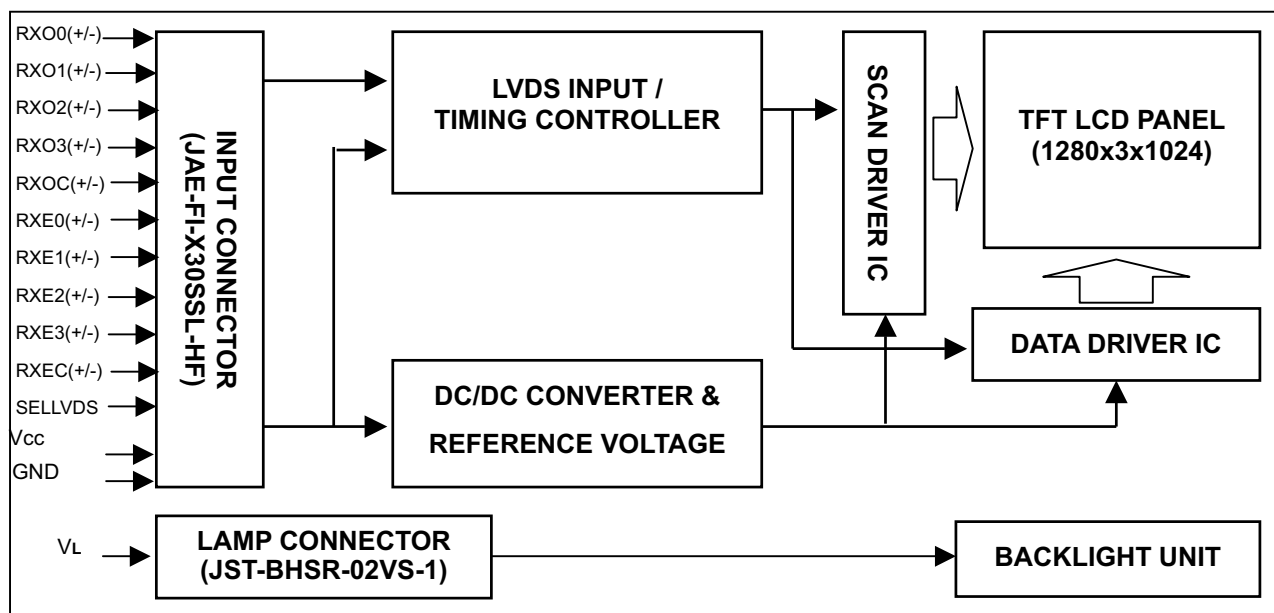 RXO0(+/-)
RXO1(+/-)
RXO2(+/-)
RXO3(+/-)
RXOC(+/-)
RXE0(+/-)
RXE1(+/-)
RXE2(+/-)
RXE3(+/-)
RXEC(+/-)
SELLVDS
Vcc
GND
INPUT CONNECTOR
(JAE-FI-X30SSL-HF)
LVDS INPUT /
TIMING CONTROLLER
SCAN DRIVER IC
TFT LCD PANEL
(1280x3x1024)
DATA DRIVER IC
DC/DC CONVERTER &
REFERENCE VOLTAGE
VL
LAMP CONNECTOR
(JST-BHSR-02VS-1)
BACKLIGHT UNIT